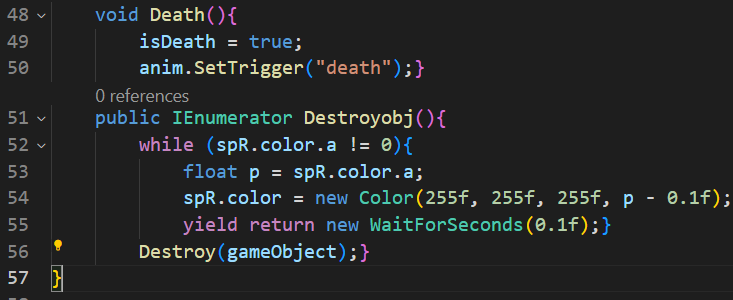 48 void Death(){
49 isDeath = true;
50 anim.SetTrigger("death");}
0 references
51 public IEnumerator Destroyobj(){
52 while (spR.color.a != 0){
53 float p = spR.color.a;
54 spR.color = new Color(255f, 255f, 255f, p - 0.1f);
55 yield return new WaitForSeconds(0.1f);}
56 Destroy(gameObject);}
57 }